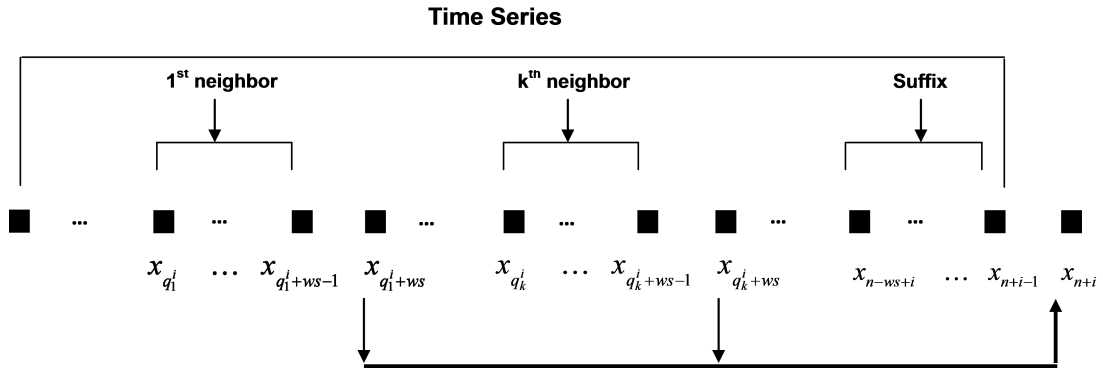 Time Series
1st neighbor kth neighbor Suffix
... ... ... ... ... ...
x_{q_1^i} … x_{q_1^i+ws−1} x_{q_1^i+ws} x_{q_k^i} … x_{q_k^i+ws−1} x_{q_k^i+ws} x_{n−ws+i} … x_{n+i−1} x_{n+i}